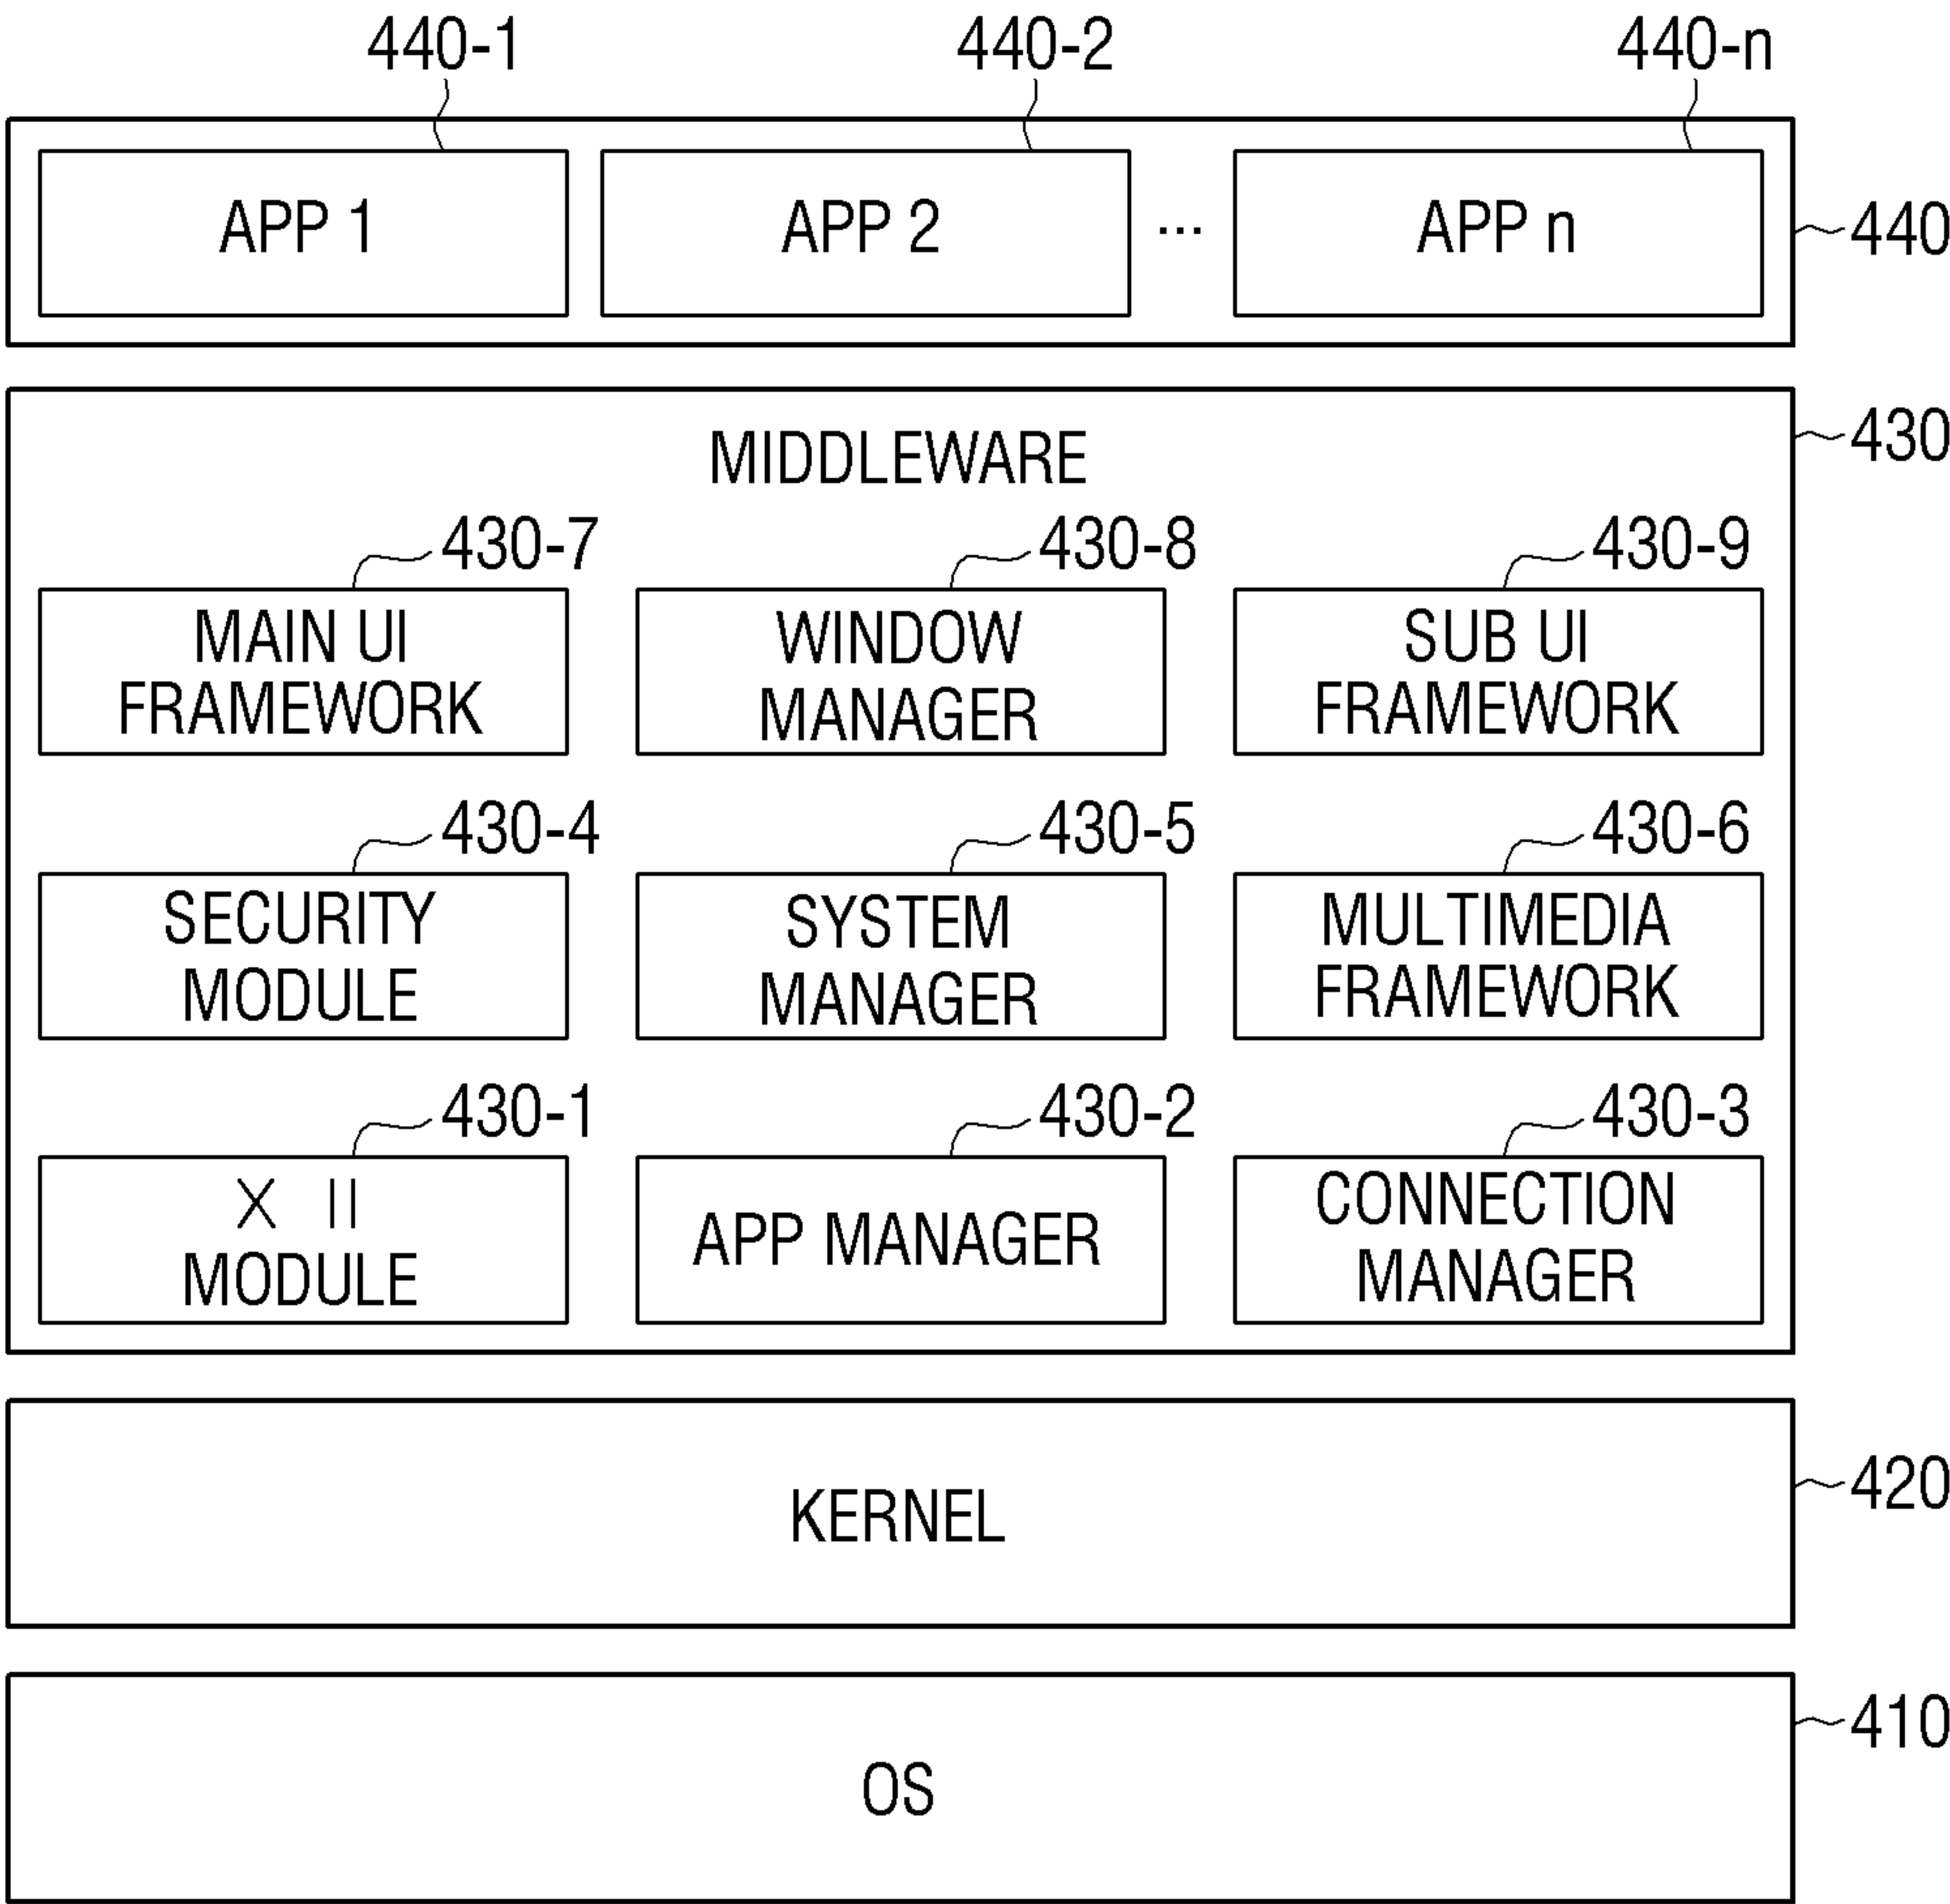 440-1 440-2 440-n
APP 1 APP 2 ... APP n 440
430
MIDDLEWARE
430-7 430-8 430-9
MAIN UI FRAMEWORK
WINDOW MANAGER
SUB UI FRAMEWORK
430-4 430-5 430-6
SECURITY MODULE
SYSTEM MANAGER
MULTIMEDIA FRAMEWORK
430-1 430-2 430-3
X II MODULE
APP MANAGER
CONNECTION MANAGER
KERNEL 420
410
OS